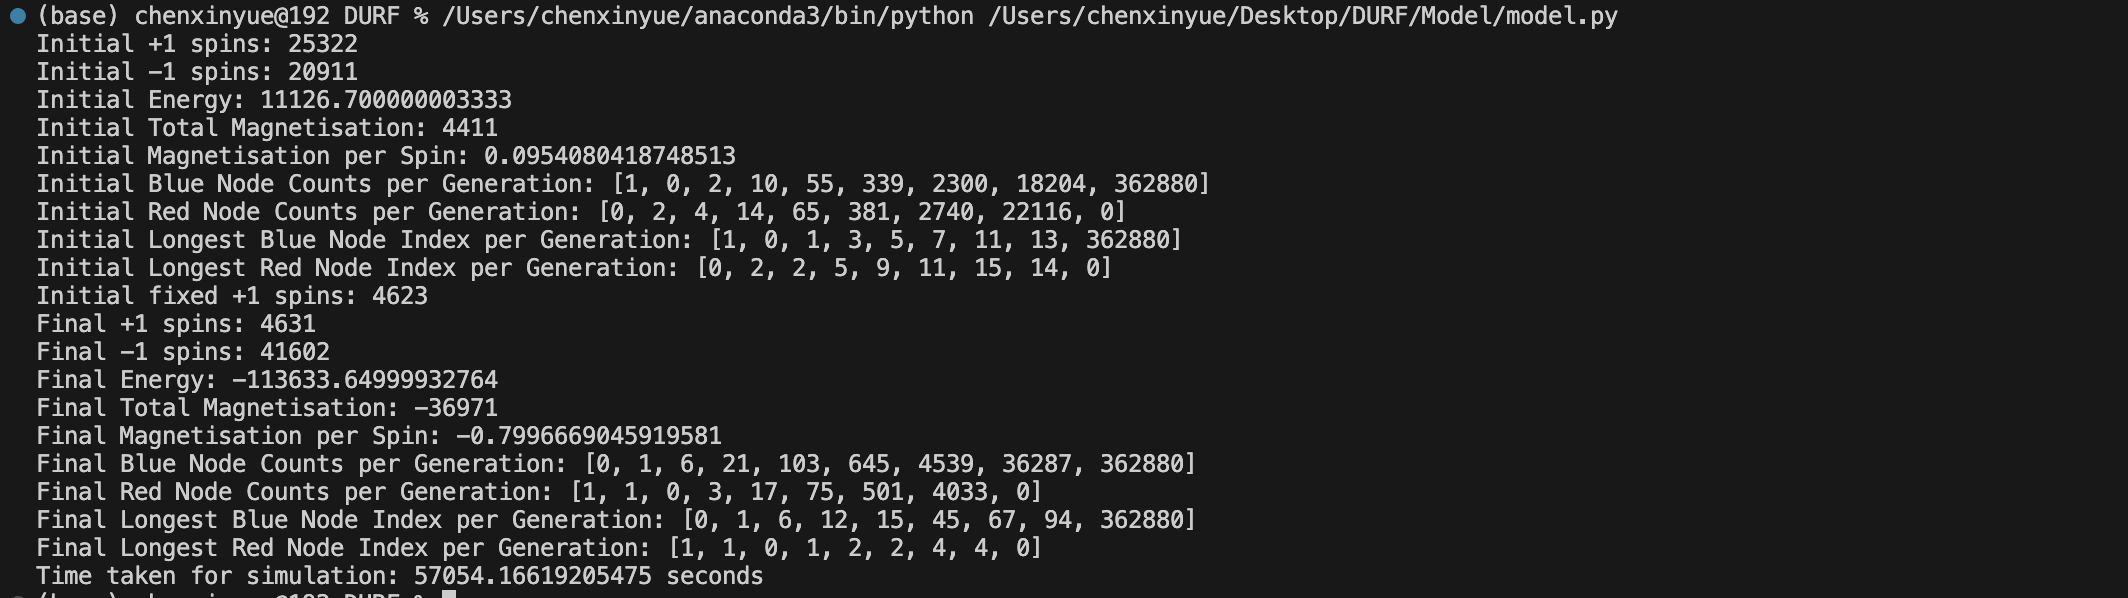 (base) chenxinyue@192 DURF % /Users/chenxinyue/anaconda3/bin/python /Users/chenxinyue/Desktop/DURF/Model/model.py
Initial +1 spins: 25322
Initial -1 spins: 20911
Initial Energy: 11126.700000003333
Initial Total Magnetisation: 4411
Initial Magnetisation per Spin: 0.0954080418748513
Initial Blue Node Counts per Generation: [1, 0, 2, 10, 55, 339, 2300, 18204, 362880]
Initial Red Node Counts per Generation: [0, 2, 4, 14, 65, 381, 2740, 22116, 0]
Initial Longest Blue Node Index per Generation: [1, 0, 1, 3, 5, 7, 11, 13, 362880]
Initial Longest Red Node Index per Generation: [0, 2, 2, 5, 9, 11, 15, 14, 0]
Initial fixed +1 spins: 4623
Final +1 spins: 4631
Final -1 spins: 41602
Final Energy: -113633.64999932764
Final Total Magnetisation: -36971
Final Magnetisation per Spin: -0.7996669045919581
Final Blue Node Counts per Generation: [0, 1, 6, 21, 103, 645, 4539, 36287, 362880]
Final Red Node Counts per Generation: [1, 1, 0, 3, 17, 75, 501, 4033, 0]
Final Longest Blue Node Index per Generation: [0, 1, 6, 12, 15, 45, 67, 94, 362880]
Final Longest Red Node Index per Generation: [1, 1, 0, 1, 2, 2, 4, 4, 0]
Time taken for simulation: 57054.16619205475 seconds
(base) chenxinyue@192 DURF %